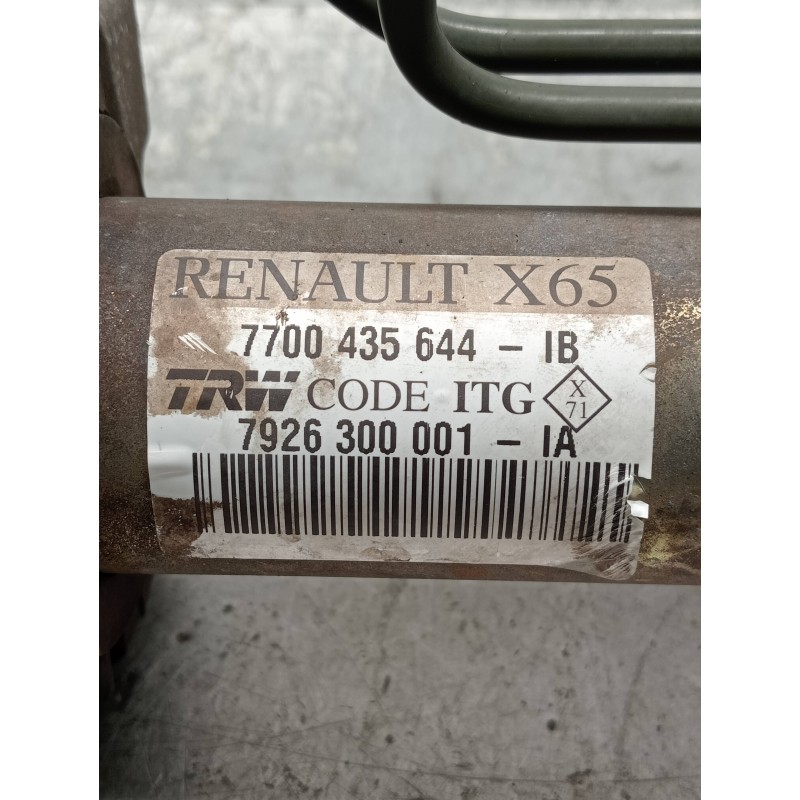 RENAULT X65
7700 435 644 - IB
TRW CODE ITG X 71
7926 300 001 - IA